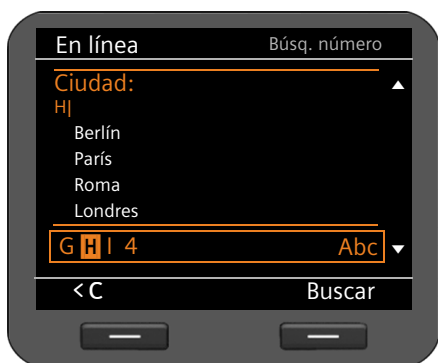 En línea Búsq. número
Ciudad:
H|
Berlín
París
Roma
Londres
G H I 4 Abc
< C Buscar